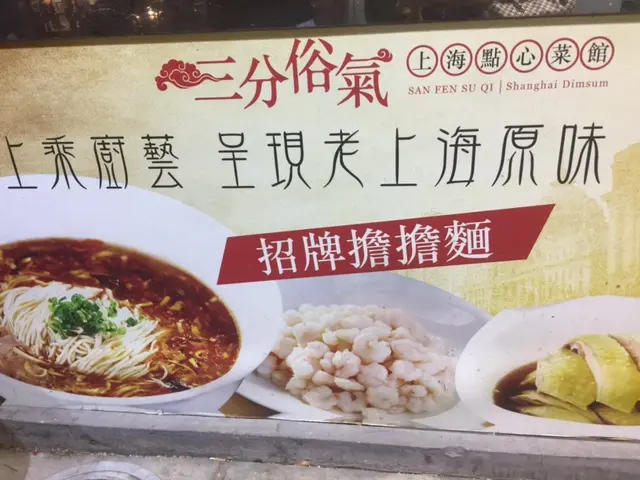 三分俗氣
上海點心菜館
SAN FEN SU QI | Shanghai Dimsum
上乘廚藝 呈現老上海原味
招牌擔擔麵